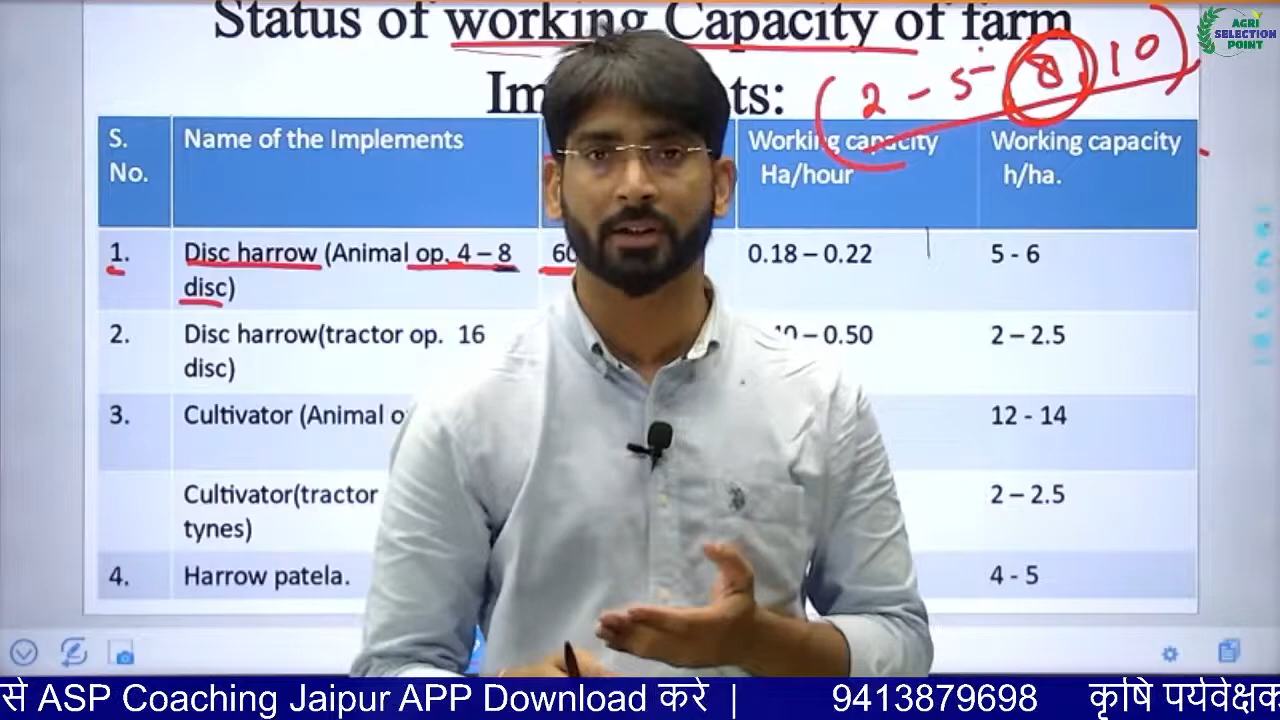 Status of working Capacity of farm
2 - 5 - 8, 10
AGRI
SELECTION
POINT
S.
No.
Name of the Implements
Working capacity
Ha/hour
Working capacity
h/ha.
1.
Disc harrow (Animal op. 4 – 8
disc)
60
0.18 – 0.22
5 - 6
2.
Disc harrow(tractor op. 16
disc)
– 0.50
2 – 2.5
3.
Cultivator (Animal
12 - 14
Cultivator(tractor
tynes)
2 – 2.5
4.
Harrow patela.
4 - 5
से ASP Coaching Jaipur APP Download करे | 9413879698 कृषि पर्यवेक्षक